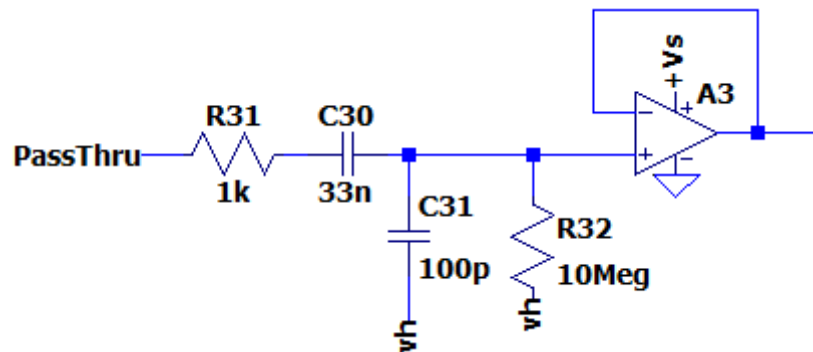 +Vs
A3
R31
C30
PassThru
1k
33n
C31
100p
R32
10Meg
vh
vh